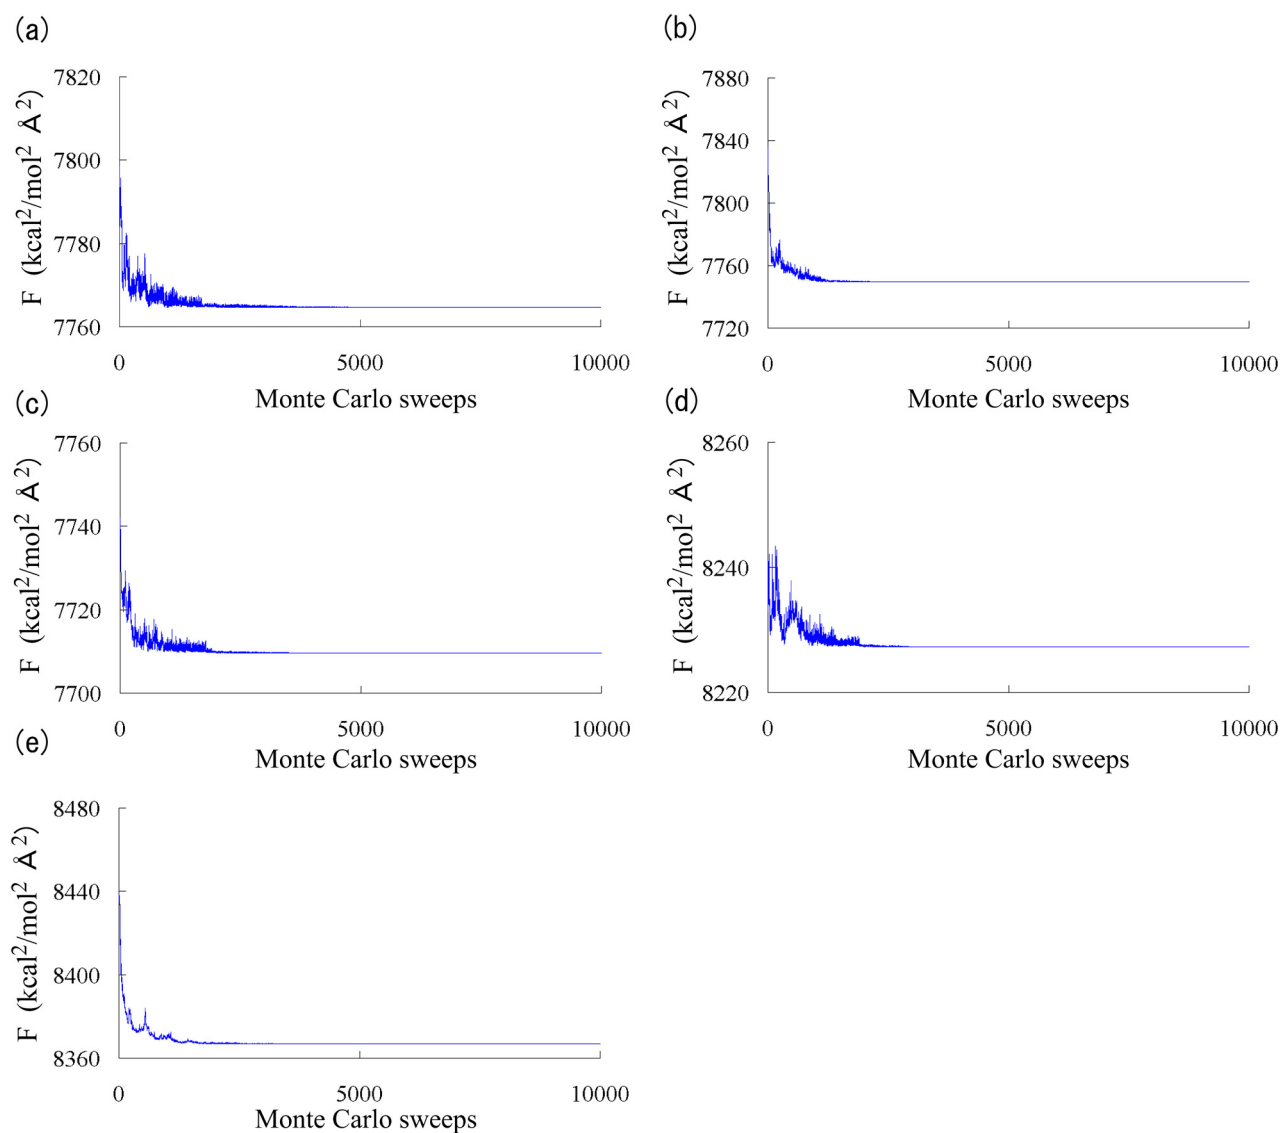 (a)
7820
7800
7780
7760
F (kcal²/mol² Å²)
0 5000 10000
Monte Carlo sweeps
(b)
7880
7840
7800
7760
7720
F (kcal²/mol² Å²)
0 5000 10000
Monte Carlo sweeps
(c)
7760
7740
7720
7700
F (kcal²/mol² Å²)
0 5000 10000
Monte Carlo sweeps
(d)
8260
8240
8220
F (kcal²/mol² Å²)
0 5000 10000
Monte Carlo sweeps
(e)
8480
8440
8400
8360
F (kcal²/mol² Å²)
0 5000 10000
Monte Carlo sweeps